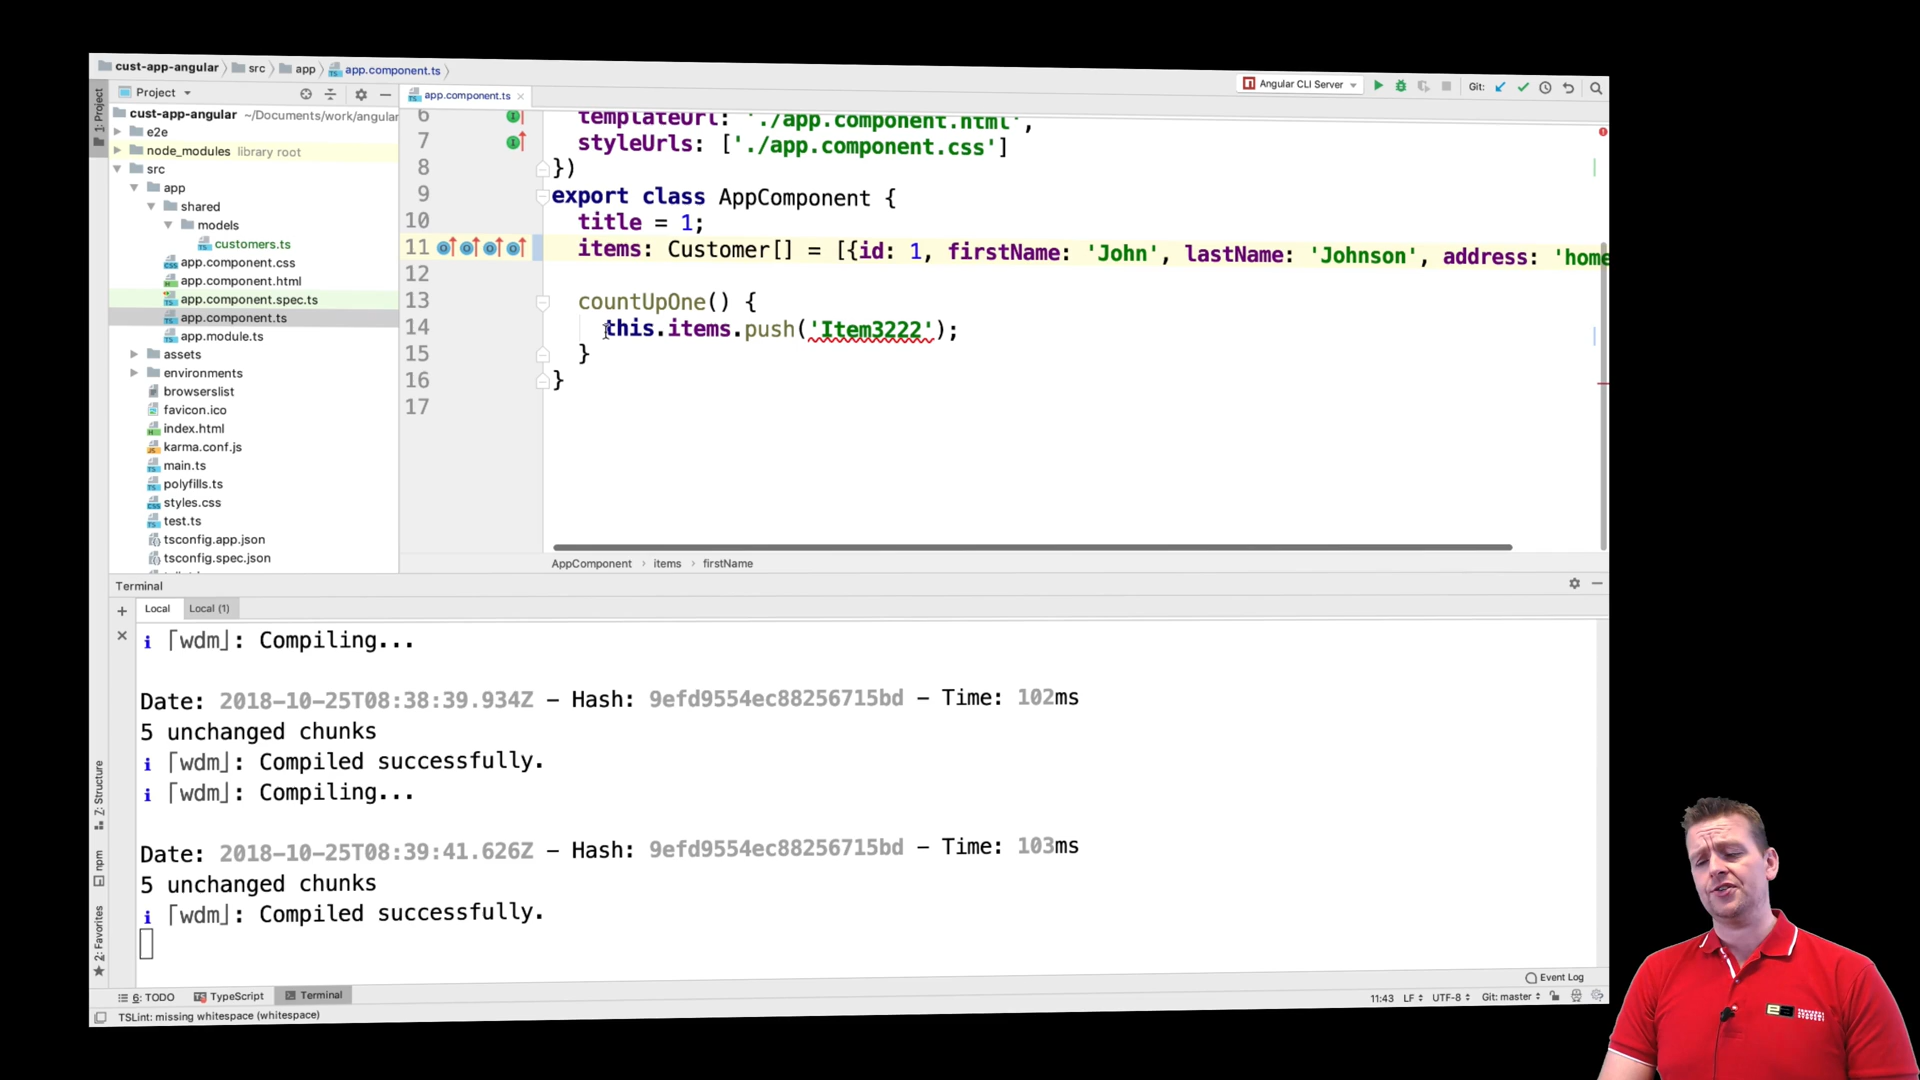 cust-app-angular src app app.component.ts
Angular CLI Server Git:
1: Project
Project
app.component.ts
cust-app-angular ~/Documents/work/angular
e2e
node_modules library root
src
app
shared
models
customers.ts
app.component.css
app.component.html
app.component.spec.ts
app.component.ts
app.module.ts
assets
environments
browserslist
favicon.ico
index.html
karma.conf.js
main.ts
polyfills.ts
styles.css
test.ts
tsconfig.app.json
tsconfig.spec.json
6 templateUrl: './app.component.html',
7 styleUrls: ['./app.component.css']
8 })
9 export class AppComponent {
10 title = 1;
11 items: Customer[] = [{id: 1, firstName: 'John', lastName: 'Johnson', address: 'home
12
13 countUpOne() {
14 this.items.push('Item3222');
15 }
16 }
17
AppComponent › items › firstName
Terminal
Local Local (1)
i ⌈wdm⌋: Compiling...
Date: 2018-10-25T08:38:39.934Z - Hash: 9efd9554ec88256715bd - Time: 102ms
5 unchanged chunks
i ⌈wdm⌋: Compiled successfully.
i ⌈wdm⌋: Compiling...
Date: 2018-10-25T08:39:41.626Z - Hash: 9efd9554ec88256715bd - Time: 103ms
5 unchanged chunks
i ⌈wdm⌋: Compiled successfully.
7: Structure
npm
2: Favorites
Event Log
6: TODO TypeScript Terminal
11:43 LF UTF-8 Git: master
TSLint: missing whitespace (whitespace)